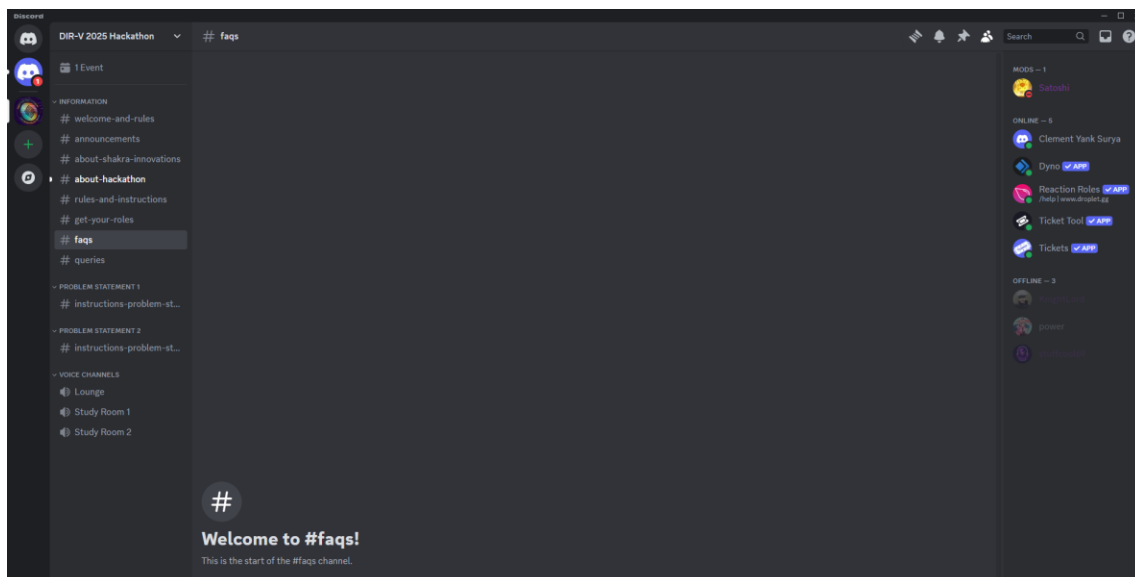 Discord
DIR-V 2025 Hackathon
# faqs
Search
1 Event
INFORMATION
# welcome-and-rules
# announcements
# about-shakra-innovations
# about-hackathon
# rules-and-instructions
# get-your-roles
# faqs
# queries
PROBLEM STATEMENT 1
# instructions-problem-st...
PROBLEM STATEMENT 2
# instructions-problem-st...
VOICE CHANNELS
Lounge
Study Room 1
Study Room 2
#
Welcome to #faqs!
This is the start of the #faqs channel.
MODS — 1
Satoshi
ONLINE — 5
Clement Yank Surya
Dyno ✓ APP
Reaction Roles ✓ APP
/help | www.droplet.gg
Ticket Tool ✓ APP
Tickets ✓ APP
OFFLINE — 3
power
1